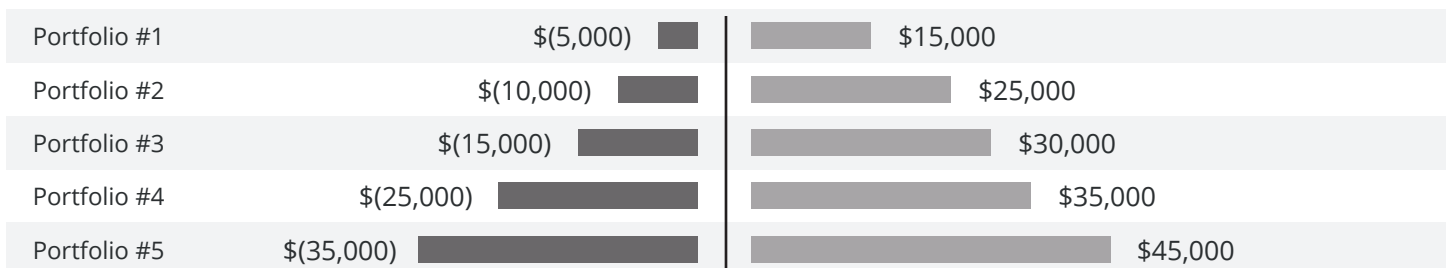 Portfolio #1 $(5,000) $15,000
Portfolio #2 $(10,000) $25,000
Portfolio #3 $(15,000) $30,000
Portfolio #4 $(25,000) $35,000
Portfolio #5 $(35,000) $45,000